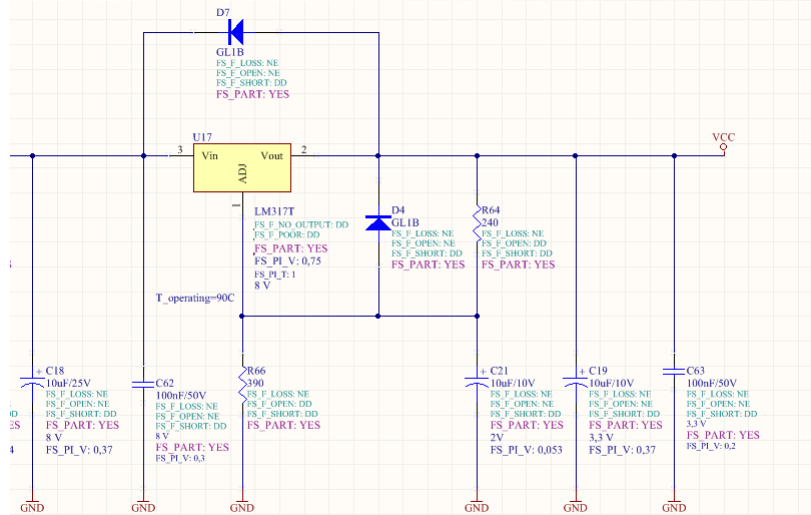 D7
GL1B
FS_F_LOSS: NE
FS_F_OPEN: NE
FS_F_SHORT: DD
FS_PART: YES
U17
3
Vin
Vout
2
ADJ
1
VCC
LM317T
FS_F_NO_OUTPUT: DD
FS_F_POOR: DD
FS_PART: YES
FS_PI_V: 0,75
FS_PI_T: 1
8 V
D4
GL1B
FS_F_LOSS: NE
FS_F_OPEN: NE
FS_F_SHORT: DD
FS_PART: YES
R64
240
FS_F_LOSS: NE
FS_F_OPEN: DD
FS_F_SHORT: DD
FS_PART: YES
T_operating=90C
DD
ES
4
+
C18
10uF/25V
FS_F_LOSS: NE
FS_F_OPEN: NE
FS_F_SHORT: DD
FS_PART: YES
8 V
FS_PI_V: 0,37
C62
100nF/50V
FS_F_LOSS: NE
FS_F_OPEN: NE
FS_F_SHORT: DD
8 V
FS_PART: YES
FS_PI_V: 0,3
R66
390
FS_F_LOSS: NE
FS_F_OPEN: DD
FS_F_SHORT: DD
FS_PART: YES
+
C21
10uF/10V
FS_F_LOSS: NE
FS_F_OPEN: NE
FS_F_SHORT: DD
FS_PART: YES
2V
FS_PI_V: 0,053
+
C19
10uF/10V
FS_F_LOSS: NE
FS_F_OPEN: NE
FS_F_SHORT: DD
FS_PART: YES
3,3 V
FS_PI_V: 0,37
C63
100nF/50V
FS_F_LOSS: NE
FS_F_OPEN: NE
FS_F_SHORT: DD
3,3 V
FS_PART: YES
FS_PI_V: 0,2
GND
GND
GND
GND
GND
GND